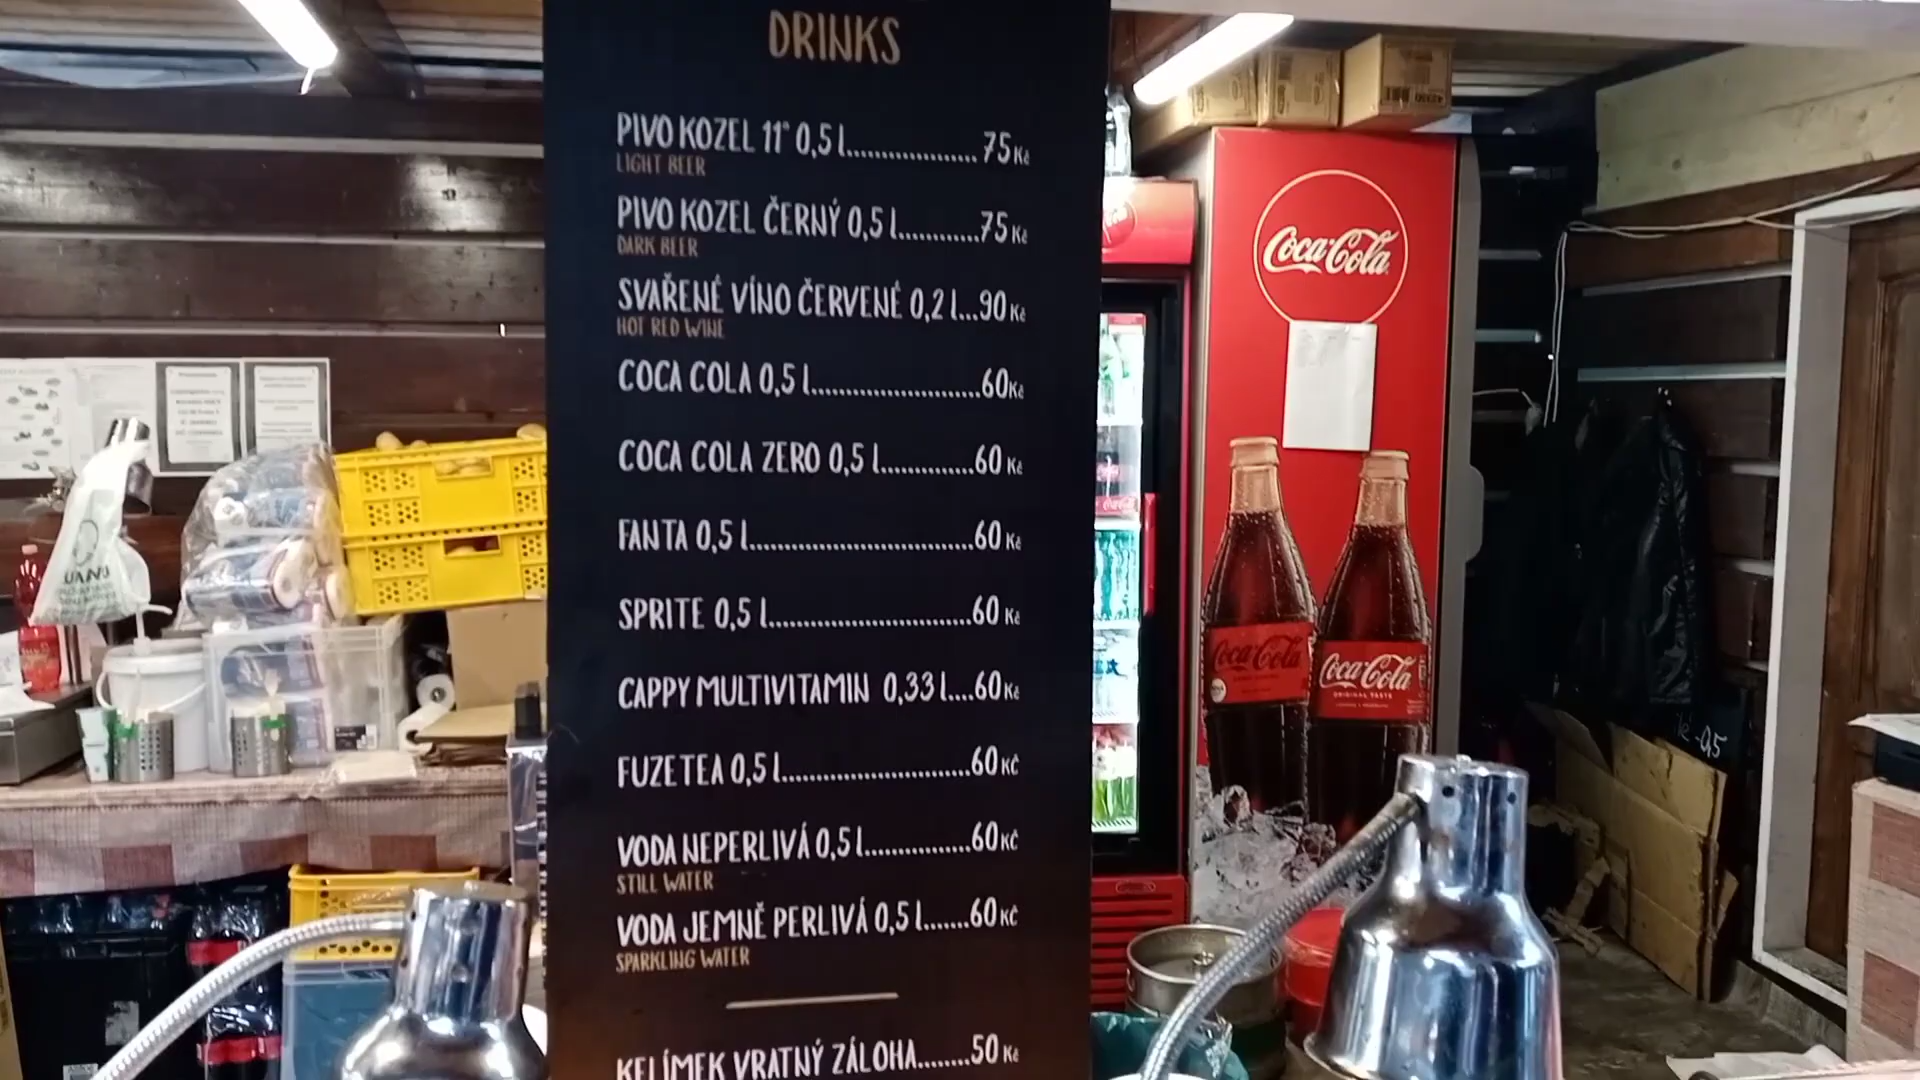 DRINKS
PIVO KOZEL 11° 0,5 l.................. 75 Kč
LIGHT BEER
PIVO KOZEL ČERNÝ 0,5 l...........75 Kč
DARK BEER
SVAŘENÉ VÍNO ČERVENÉ 0,2 l...90 Kč
HOT RED WINE
COCA COLA 0,5 l.......................60Kč
COCA COLA ZERO 0,5 l............60 Kč
FANTA 0,5 l..............................60 Kč
SPRITE 0,5 l...........................60 Kč
CAPPY MULTIVITAMIN 0,33 l...60 Kč
FUZETEA 0,5 l.........................60 KČ
VODA NEPERLIVÁ 0,5 l..............60 KČ
STILL WATER
VODA JEMNĚ PERLIVÁ 0,5 l......60 KČ
SPARKLING WATER
KELÍMEK VRATNÝ ZÁLOHA.......50 Kč
Coca-Cola
Coca-Cola
Coca-Cola
ORIGINAL TASTE
-0,5